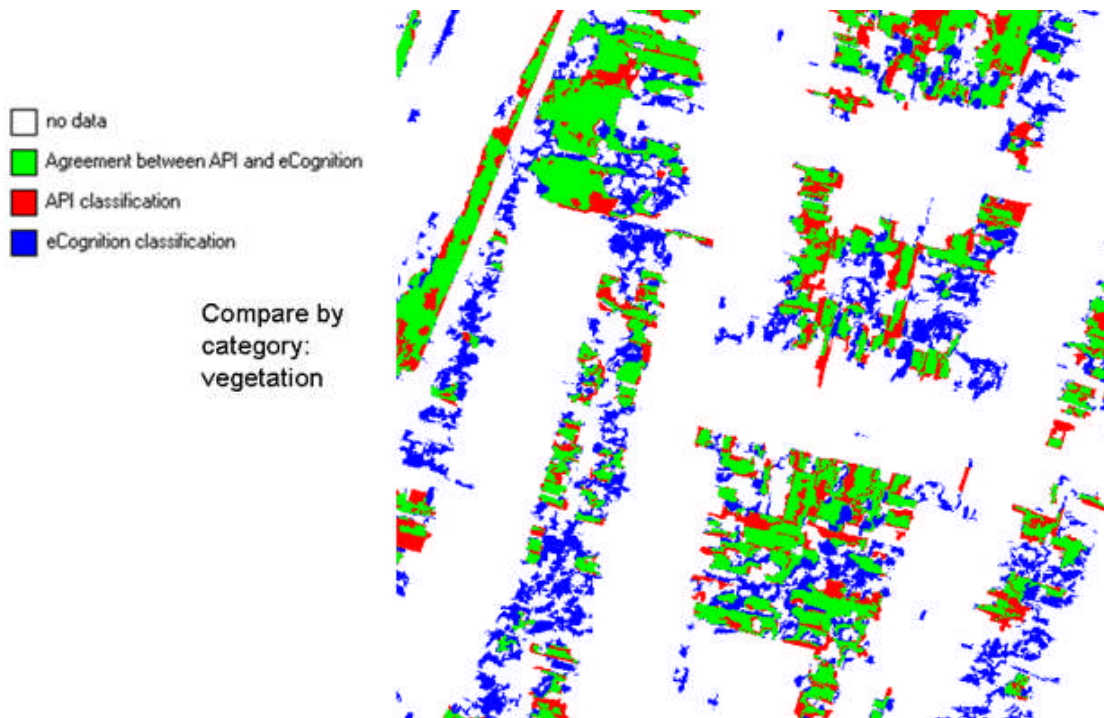 no data
Agreement between API and eCognition
API classification
eCognition classification
Compare by
category:
vegetation